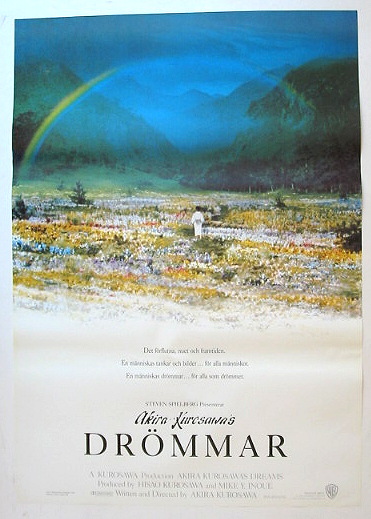 Det förflutna, nuet och framtiden.
En människas tankar och bilder... för alla människor.
En människas drömmar... för alla som drömmer.
STEVEN SPIELBERG Presenterar
Akira Kurosawa's
DRÖMMAR
A KUROSAWA Production AKIRA KUROSAWA'S DREAMS
Produced by HISAO KUROSAWA and MIKE Y. INOUE
Written and Directed by AKIRA KUROSAWA